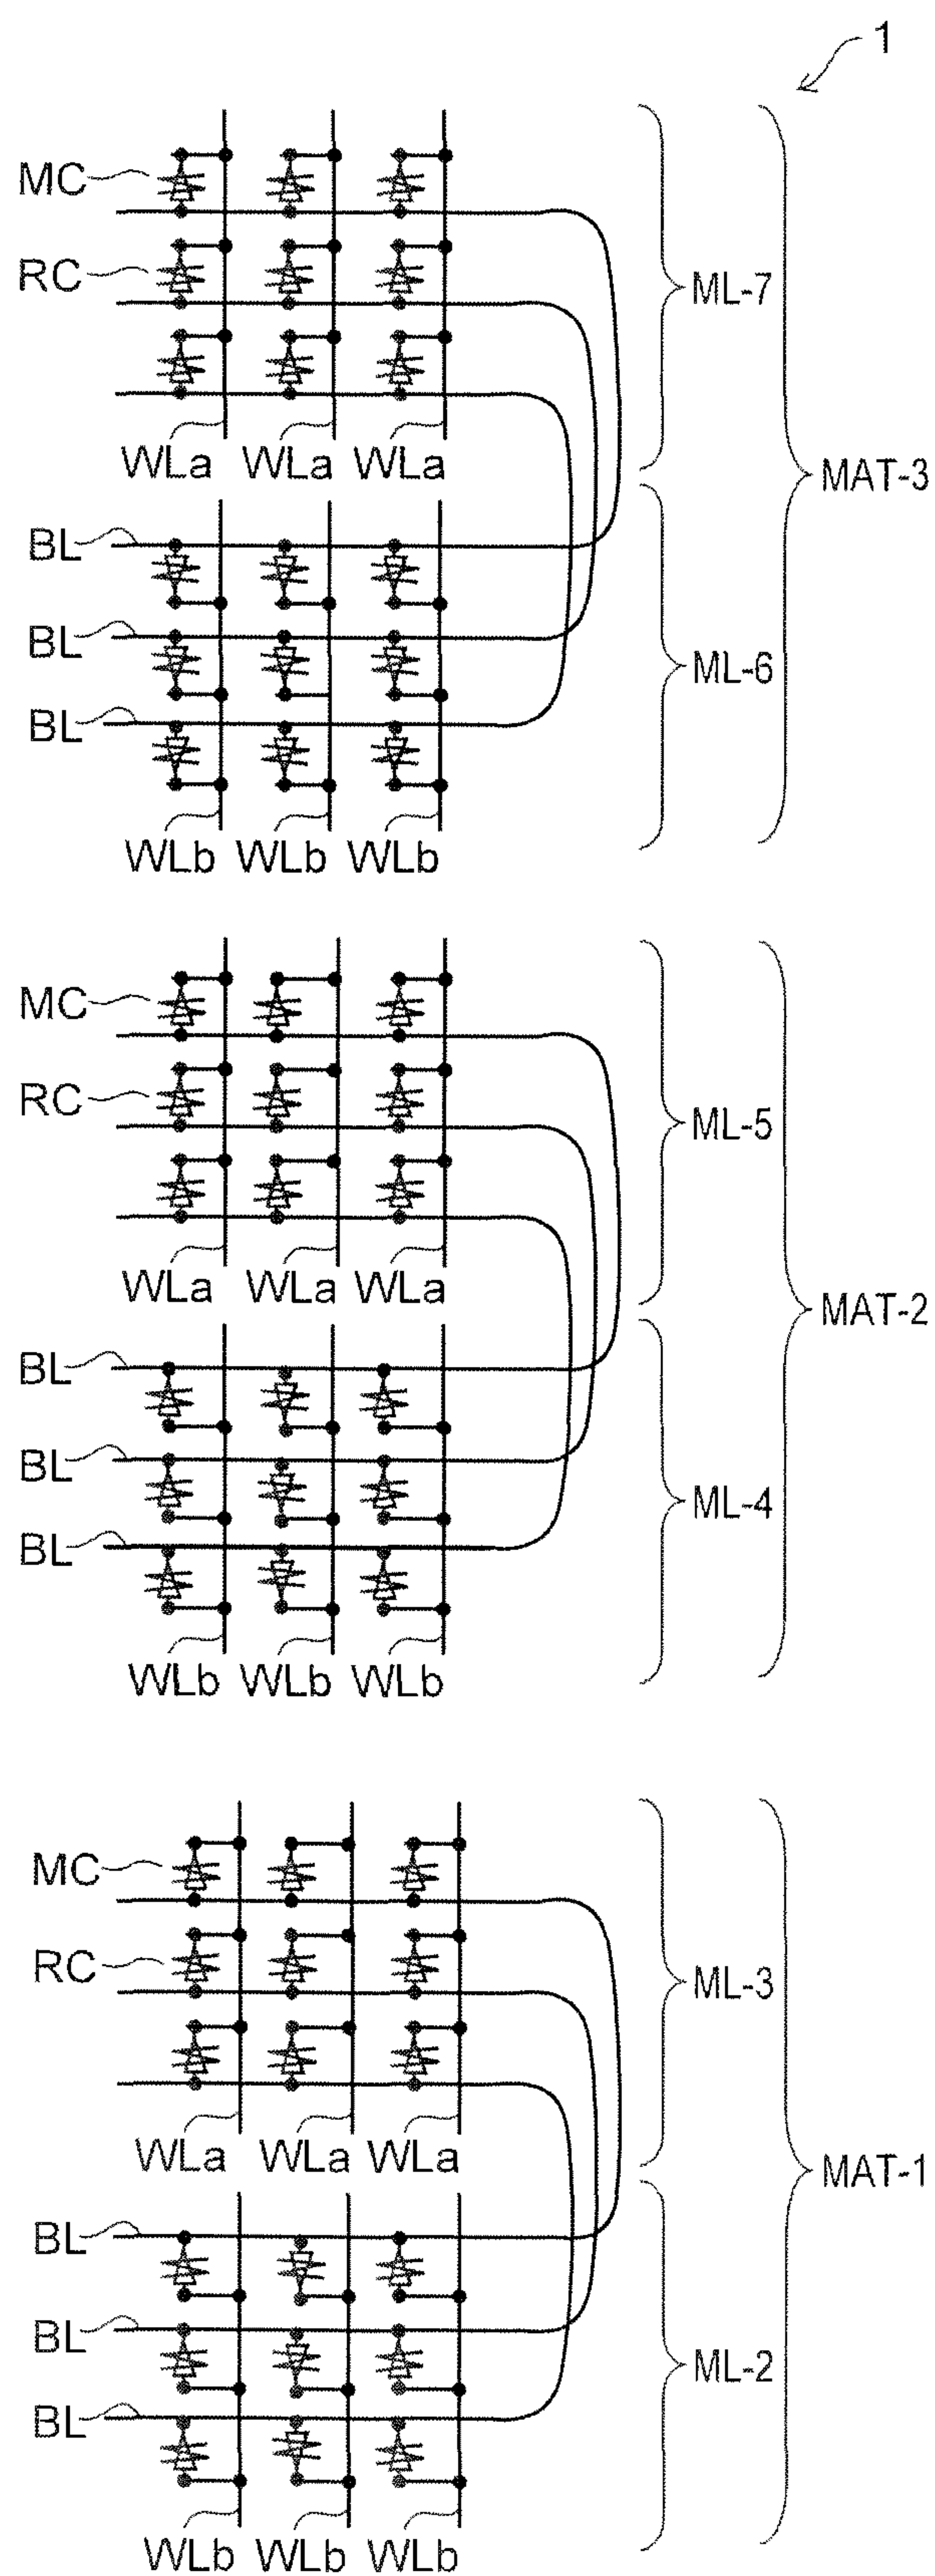 1
MC
RC
ML-7
WLa WLa WLa
MAT-3
BL
BL
ML-6
BL
WLb WLb WLb
MC
RC
ML-5
WLa WLa WLa
MAT-2
BL
BL
ML-4
BL
WLb WLb WLb
MC
RC
ML-3
WLa WLa WLa
MAT-1
BL
BL
ML-2
BL
WLb WLb WLb